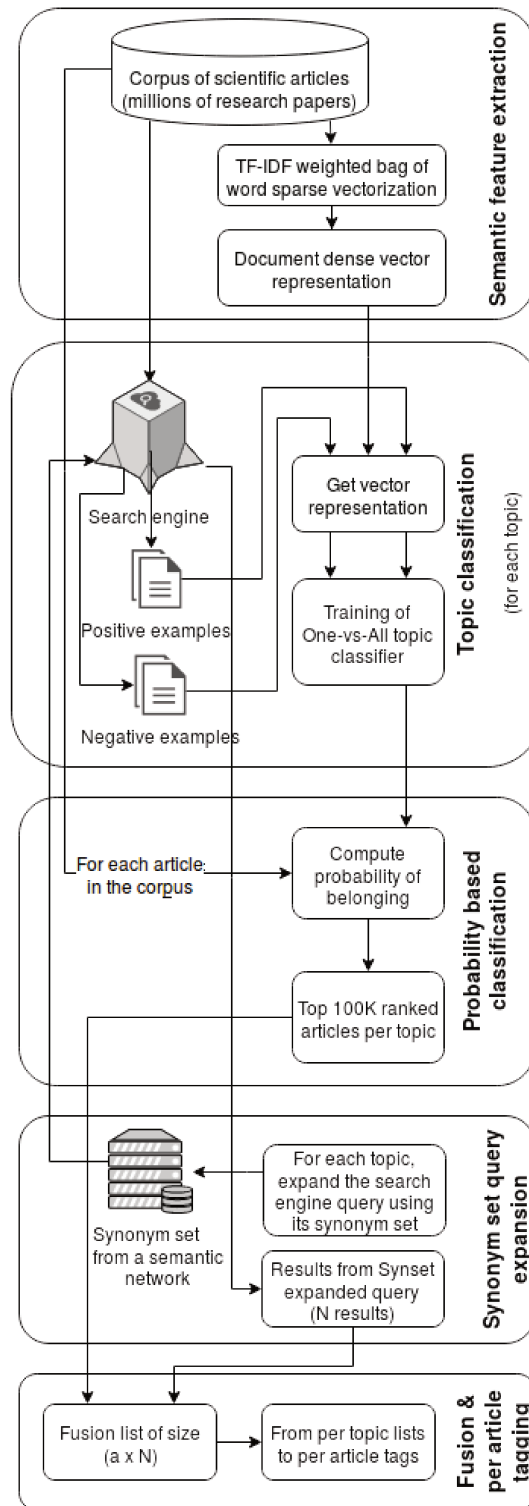 Corpus of scientific articles
(millions of research papers)
TF-IDF weighted bag of
word sparse vectorization
Document dense vector
representation
Semantic feature extraction
Search engine
Get vector
representation
Positive examples
Training of
One-vs-All topic
classifier
Negative examples
Topic classification
(for each topic)
For each article
in the corpus
Compute
probability of
belonging
Top 100K ranked
articles per topic
Probability based
classification
Synonym set
from a semantic
network
For each topic,
expand the search
engine query using
its synonym set
Results from Synset
expanded query
(N results)
Synonym set query
expansion
Fusion list of size
(a x N)
From per topic lists
to per article tags
Fusion &
per article
tagging